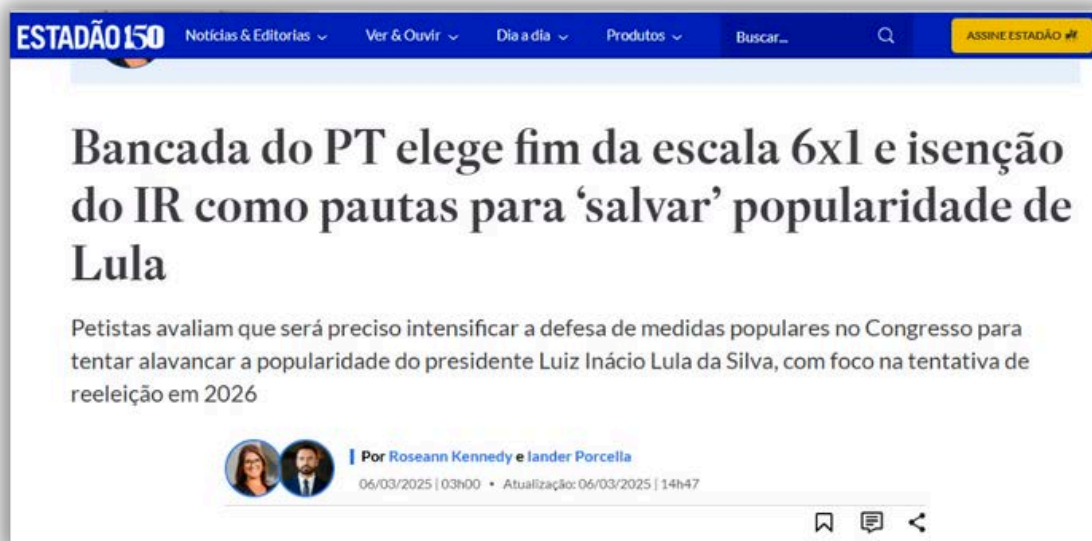 ESTADÃO 150 Notícias & Editorias Ver & Ouvir Dia a dia Produtos Buscar... ASSINE ESTADÃO
Bancada do PT elege fim da escala 6x1 e isenção
do IR como pautas para ‘salvar’ popularidade de
Lula
Petistas avaliam que será preciso intensificar a defesa de medidas populares no Congresso para
tentar alavancar a popularidade do presidente Luiz Inácio Lula da Silva, com foco na tentativa de
reeleição em 2026
Por Roseann Kennedy e Iander Porcella
06/03/2025 | 03h00 • Atualização: 06/03/2025 | 14h47